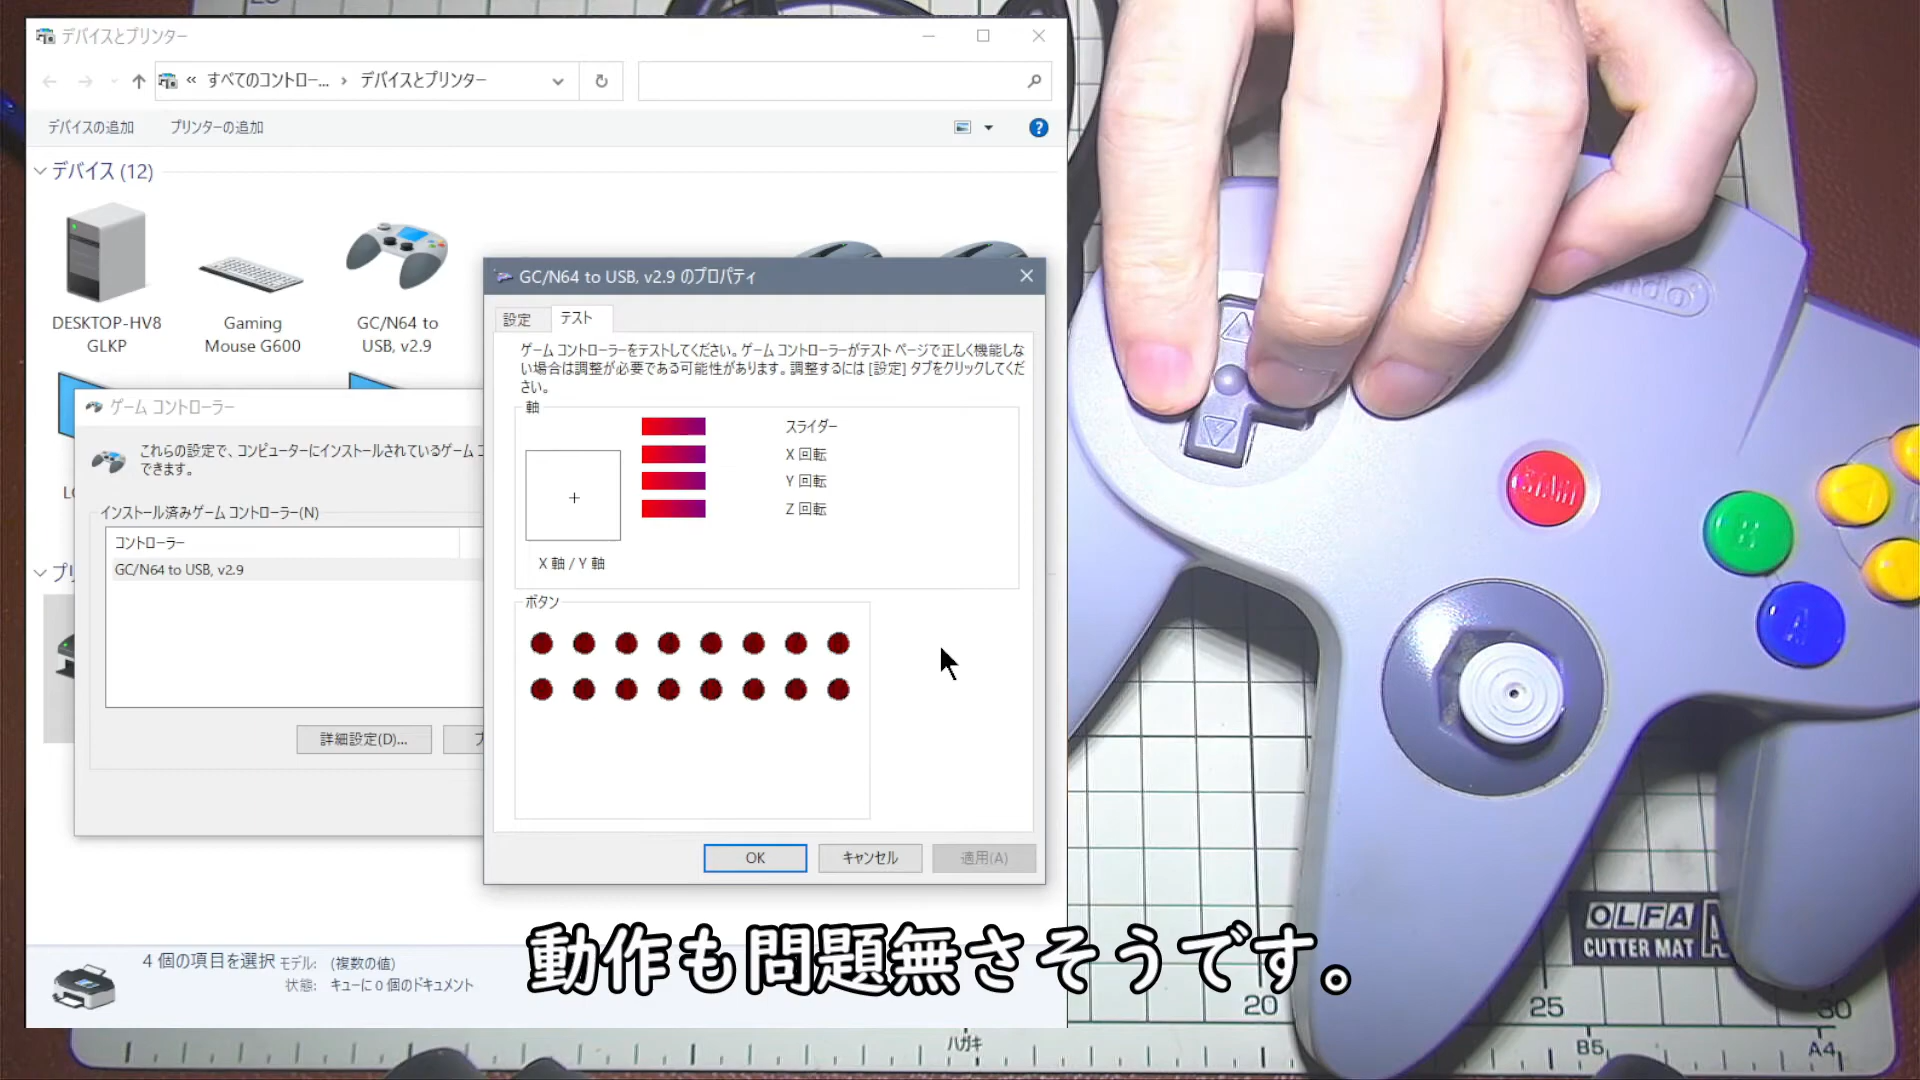 デバイスとプリンター
« すべてのコントロー... › デバイスとプリンター
デバイスの追加 プリンターの追加
デバイス (12)
DESKTOP-HV8
GLKP
Gaming
Mouse G600
GC/N64 to
USB, v2.9
ゲーム コントローラー
これらの設定で、コンピューターにインストールされているゲーム コ
できます。
インストール済みゲーム コントローラー(N)
コントローラー
GC/N64 to USB, v2.9
詳細設定(D)...
GC/N64 to USB, v2.9 のプロパティ
設定 テスト
ゲーム コントローラーをテストしてください。ゲーム コントローラーがテスト ページで正しく機能しな
い場合は調整が必要である可能性があります。調整するには [設定] タブをクリックしてくだ
さい。
軸
スライダー
X 回転
Y 回転
Z 回転
X 軸 / Y 軸
ボタン
OK キャンセル 適用(A)
4 個の項目を選択 モデル: (複数の値)
状態: キューに 0 個のドキュメント
動作も問題無さそうです。
START
B
A
OLFA
CUTTER MAT A
20 25 30
ハガキ B5 A4